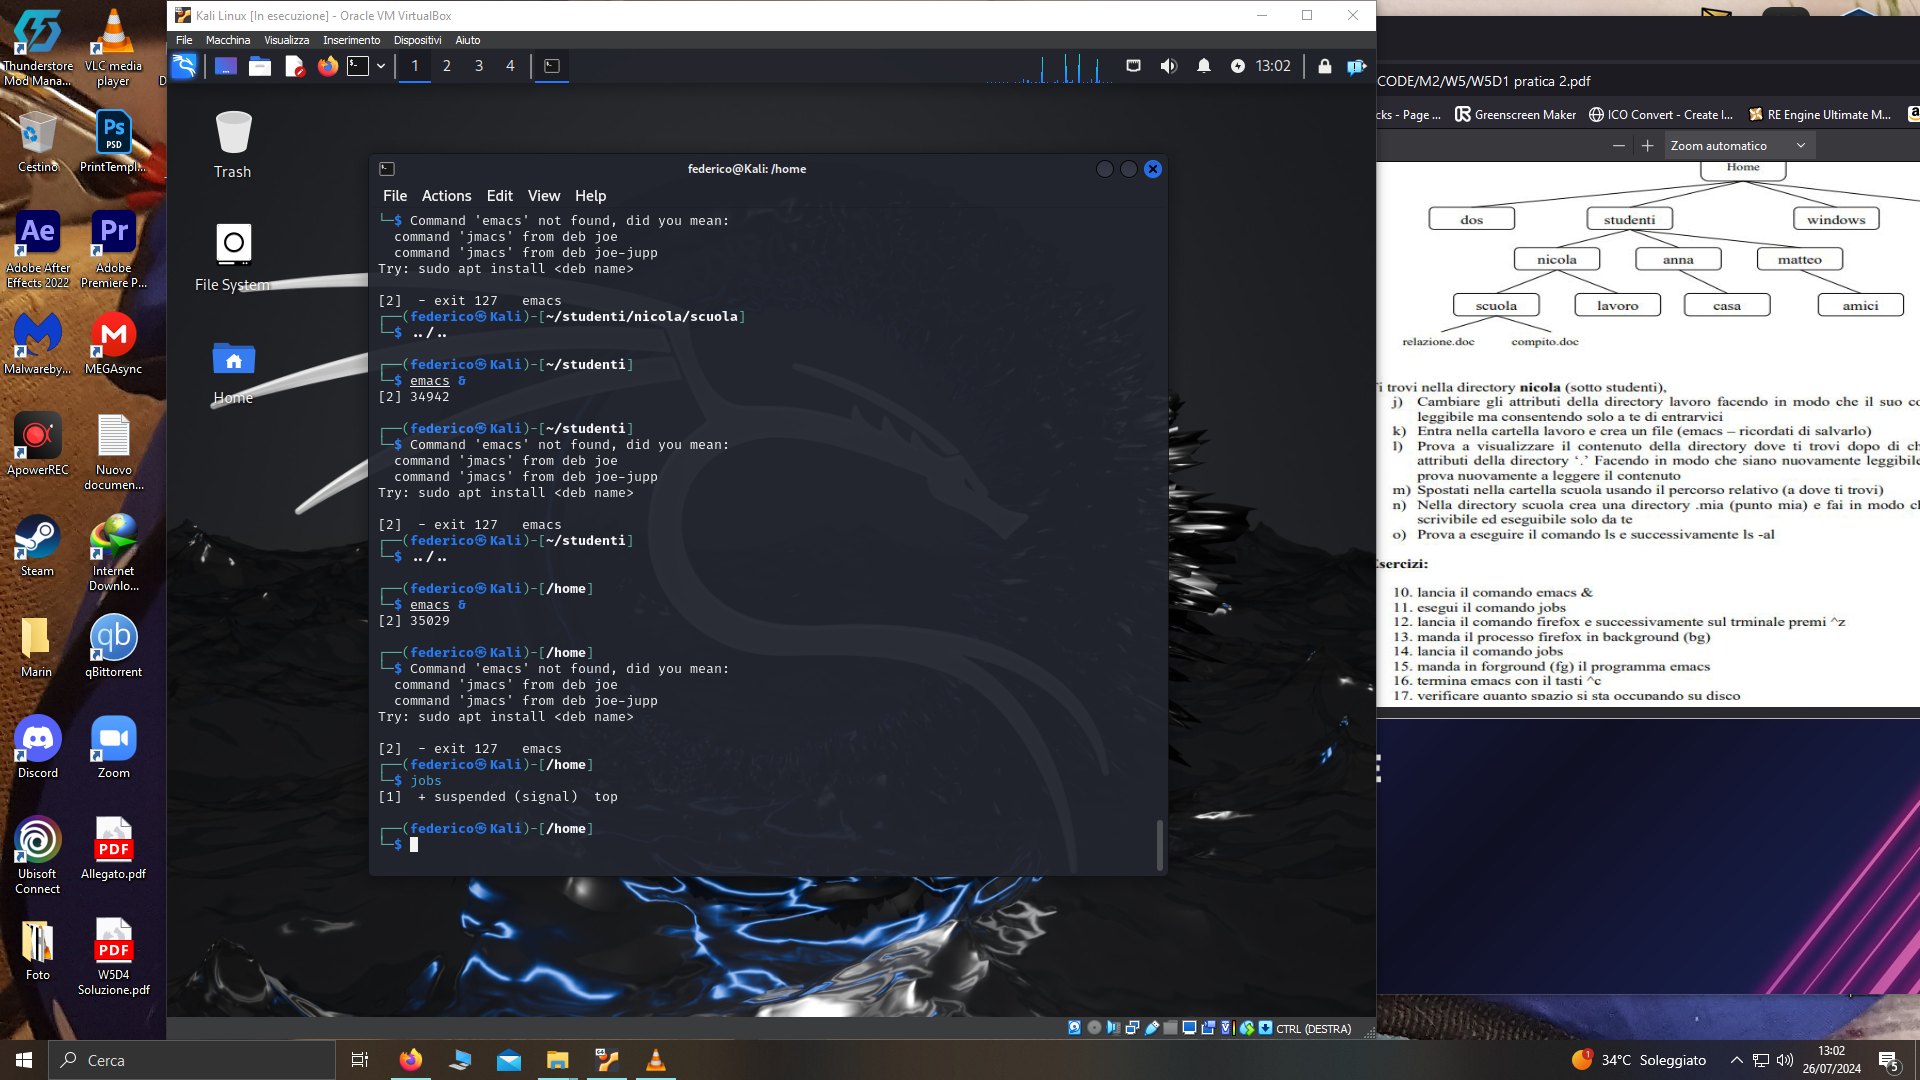 Kali Linux [In esecuzione] - Oracle VM VirtualBox
File Macchina Visualizza Inserimento Dispositivi Aiuto
1 2 3 4
13:02
Thunderstore Mod Mana...
VLC media player
Cestino
PrintTempl...
Adobe After Effects 2022
Adobe Premiere P...
Malwareby...
MEGAsync
ApowerREC
Nuovo documen...
Steam
Internet Downlo...
Marin
qBittorrent
Discord
Zoom
Ubisoft Connect
Allegato.pdf
Foto
W5D4 Soluzione.pdf
Trash
File System
Home
federico@Kali: /home
File Actions Edit View Help
└─$ Command 'emacs' not found, did you mean:
command 'jmacs' from deb joe
command 'jmacs' from deb joe-jupp
Try: sudo apt install <deb name>
[2]  - exit 127   emacs
┌──(federico㉿Kali)-[~/studenti/nicola/scuola]
└─$ ../..
┌──(federico㉿Kali)-[~/studenti]
└─$ emacs &
[2] 34942
┌──(federico㉿Kali)-[~/studenti]
└─$ Command 'emacs' not found, did you mean:
command 'jmacs' from deb joe
command 'jmacs' from deb joe-jupp
Try: sudo apt install <deb name>
[2]  - exit 127   emacs
┌──(federico㉿Kali)-[~/studenti]
└─$ ../..
┌──(federico㉿Kali)-[/home]
└─$ emacs &
[2] 35029
┌──(federico㉿Kali)-[/home]
└─$ Command 'emacs' not found, did you mean:
command 'jmacs' from deb joe
command 'jmacs' from deb joe-jupp
Try: sudo apt install <deb name>
[2]  - exit 127   emacs
┌──(federico㉿Kali)-[/home]
└─$ jobs
[1]  + suspended (signal)  top
┌──(federico㉿Kali)-[/home]
└─$
CTRL (DESTRA)
CODE/M2/W5/W5D1 pratica 2.pdf
cks - Page ... Greenscreen Maker ICO Convert - Create I... RE Engine Ultimate M...
Zoom automatico
Home
dos studenti windows
nicola anna matteo
scuola lavoro casa amici
relazione.doc compito.doc
i trovi nella directory nicola (sotto studenti),
j) Cambiare gli attributi della directory lavoro facendo in modo che il suo
leggibile ma consentendo solo a te di entrarvici
k) Entra nella cartella lavoro e crea un file (emacs – ricordati di salvarlo)
l) Prova a visualizzare il contenuto della directory dove ti trovi dopo di
attributi della directory ‘.’ Facendo in modo che siano nuovamente leggibile
prova nuovamente a leggere il contenuto
m) Spostati nella cartella scuola usando il percorso relativo (a dove ti trovi)
n) Nella directory scuola crea una directory .mia (punto mia) e fai in modo
scrivibile ed eseguibile solo da te
o) Prova a eseguire il comando ls e successivamente ls -al
Esercizi:
10. lancia il comando emacs &
11. esegui il comando jobs
12. lancia il comando firefox e successivamente sul trminale premi ^z
13. manda il processo firefox in background (bg)
14. lancia il comando jobs
15. manda in forground (fg) il programma emacs
16. termina emacs con il tasti ^c
17. verificare quanto spazio si sta occupando su disco
Cerca
34°C Soleggiato
13:02
26/07/2024